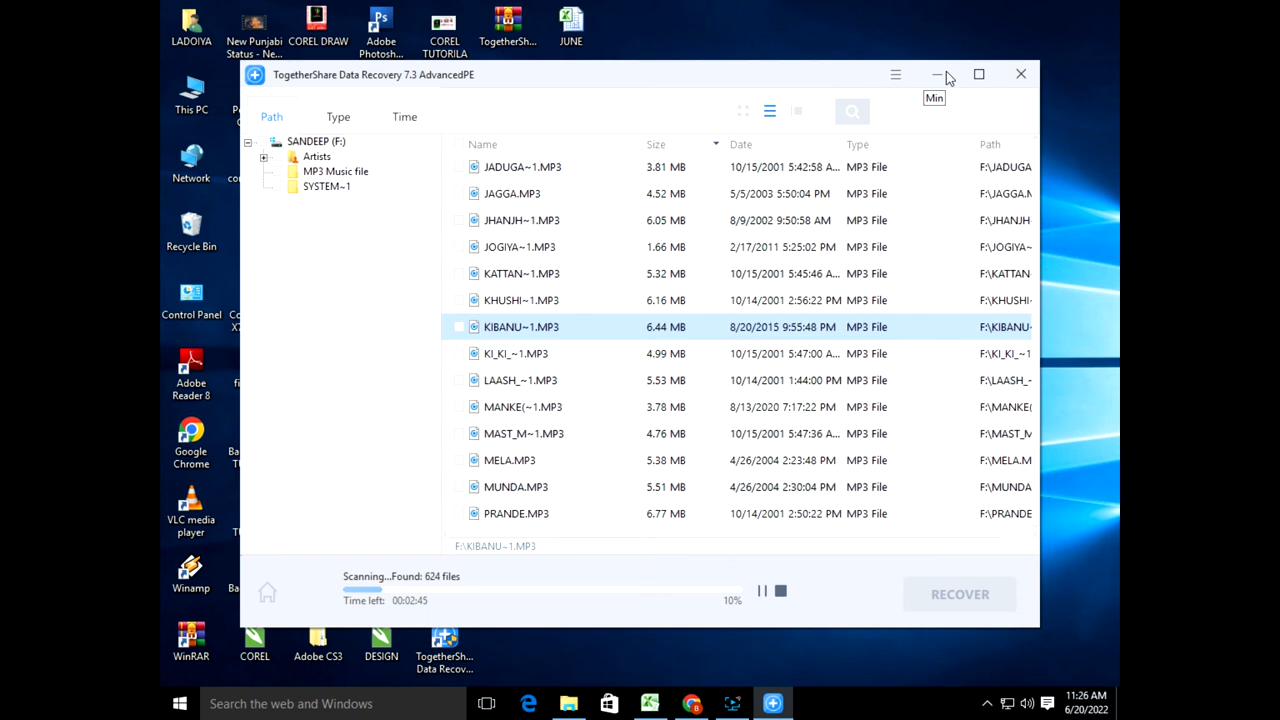 LADOIYA
New Punjabi
Status - Ne...
COREL DRAW
Adobe
Photosh...
COREL
TUTORILA
TogetherSh...
JUNE
TogetherShare Data Recovery 7.3 AdvancedPE
Min
Path Type Time
This PC
Network
Recycle Bin
Control Panel
Adobe
Reader 8
Google
Chrome
VLC media
player
Winamp
WinRAR
COREL
Adobe CS3
DESIGN
TogetherSh...
Data Recov...
SANDEEP (F:)
Artists
MP3 Music file
SYSTEM~1
Name Size Date Type Path
JADUGA~1.MP3 3.81 MB 10/15/2001 5:42:58 A... MP3 File F:\JADUGA
JAGGA.MP3 4.52 MB 5/5/2003 5:50:04 PM MP3 File F:\JAGGA.M
JHANJH~1.MP3 6.05 MB 8/9/2002 9:50:58 AM MP3 File F:\JHANJH
JOGIYA~1.MP3 1.66 MB 2/17/2011 5:25:02 PM MP3 File F:\JOGIYA~
KATTAN~1.MP3 5.32 MB 10/15/2001 5:45:46 A... MP3 File F:\KATTAN
KHUSHI~1.MP3 6.16 MB 10/14/2001 2:56:22 PM MP3 File F:\KHUSHI
KIBANU~1.MP3 6.44 MB 8/20/2015 9:55:48 PM MP3 File F:\KIBANU
KI_KI_~1.MP3 4.99 MB 10/15/2001 5:47:00 A... MP3 File F:\KI_KI_~1
LAASH_~1.MP3 5.53 MB 10/14/2001 1:44:00 PM MP3 File F:\LAASH_~
MANKE(~1.MP3 3.78 MB 8/13/2020 7:17:22 PM MP3 File F:\MANKE(
MAST_M~1.MP3 4.76 MB 10/15/2001 5:47:36 A... MP3 File F:\MAST_M
MELA.MP3 5.38 MB 4/26/2004 2:23:48 PM MP3 File F:\MELA.M
MUNDA.MP3 5.51 MB 4/26/2004 2:30:04 PM MP3 File F:\MUNDA
PRANDE.MP3 6.77 MB 10/14/2001 2:50:22 PM MP3 File F:\PRANDE
F:\KIBANU~1.MP3
Scanning...Found: 624 files
Time left: 00:02:45 10%
RECOVER
Search the web and Windows
11:26 AM
6/20/2022